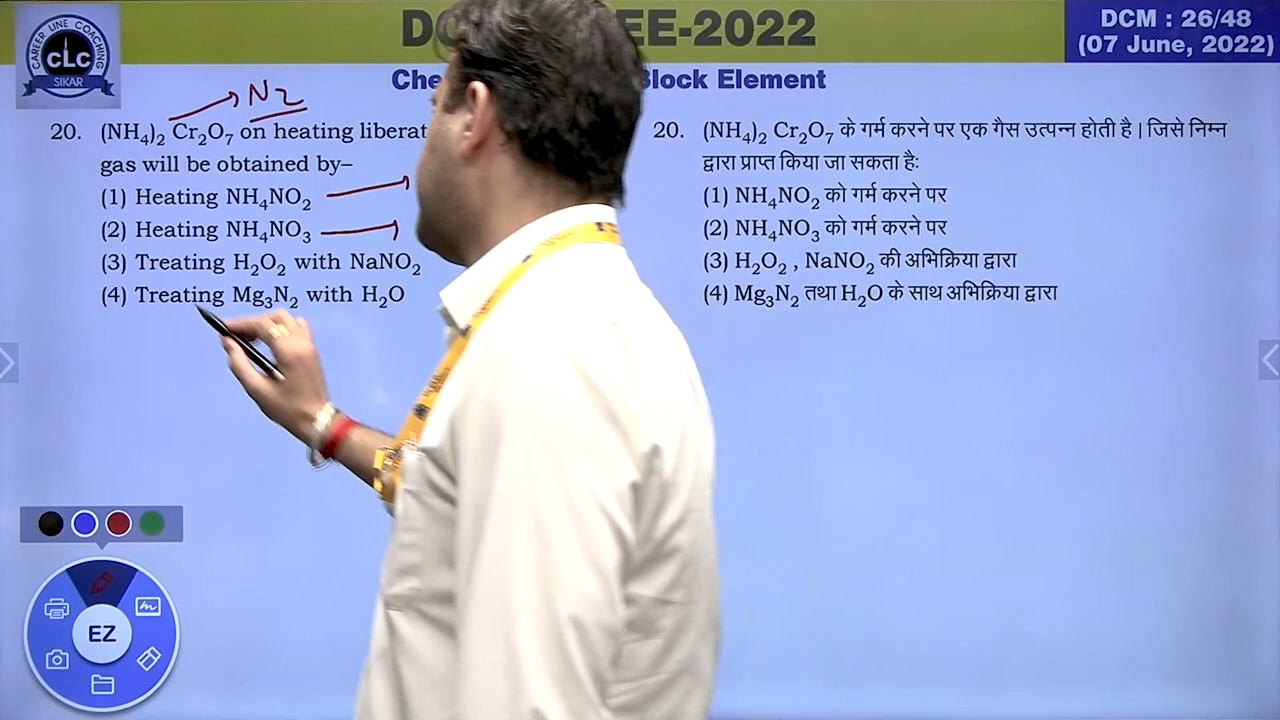 CAREER LINE COACHING
CLC
SIKAR
EE-2022
DCM : 26/48
(07 June, 2022)
Block Element
N2
20. (NH4)2 Cr2O7 on heating
gas will be obtained by–
(1) Heating NH4NO2
(2) Heating NH4NO3
(3) Treating H2O2 with NaNO2
(4) Treating Mg3N2 with H2O
20. (NH4)2 Cr2O7 के गर्म करने पर एक गैस उत्पन्न होती है। जिसे निम्न
द्वारा प्राप्त किया जा सकता हैः
(1) NH4NO2 को गर्म करने पर
(2) NH4NO3 को गर्म करने पर
(3) H2O2 , NaNO2 की अभिक्रिया द्वारा
(4) Mg3N2 तथा H2O के साथ अभिक्रिया द्वारा
EZ